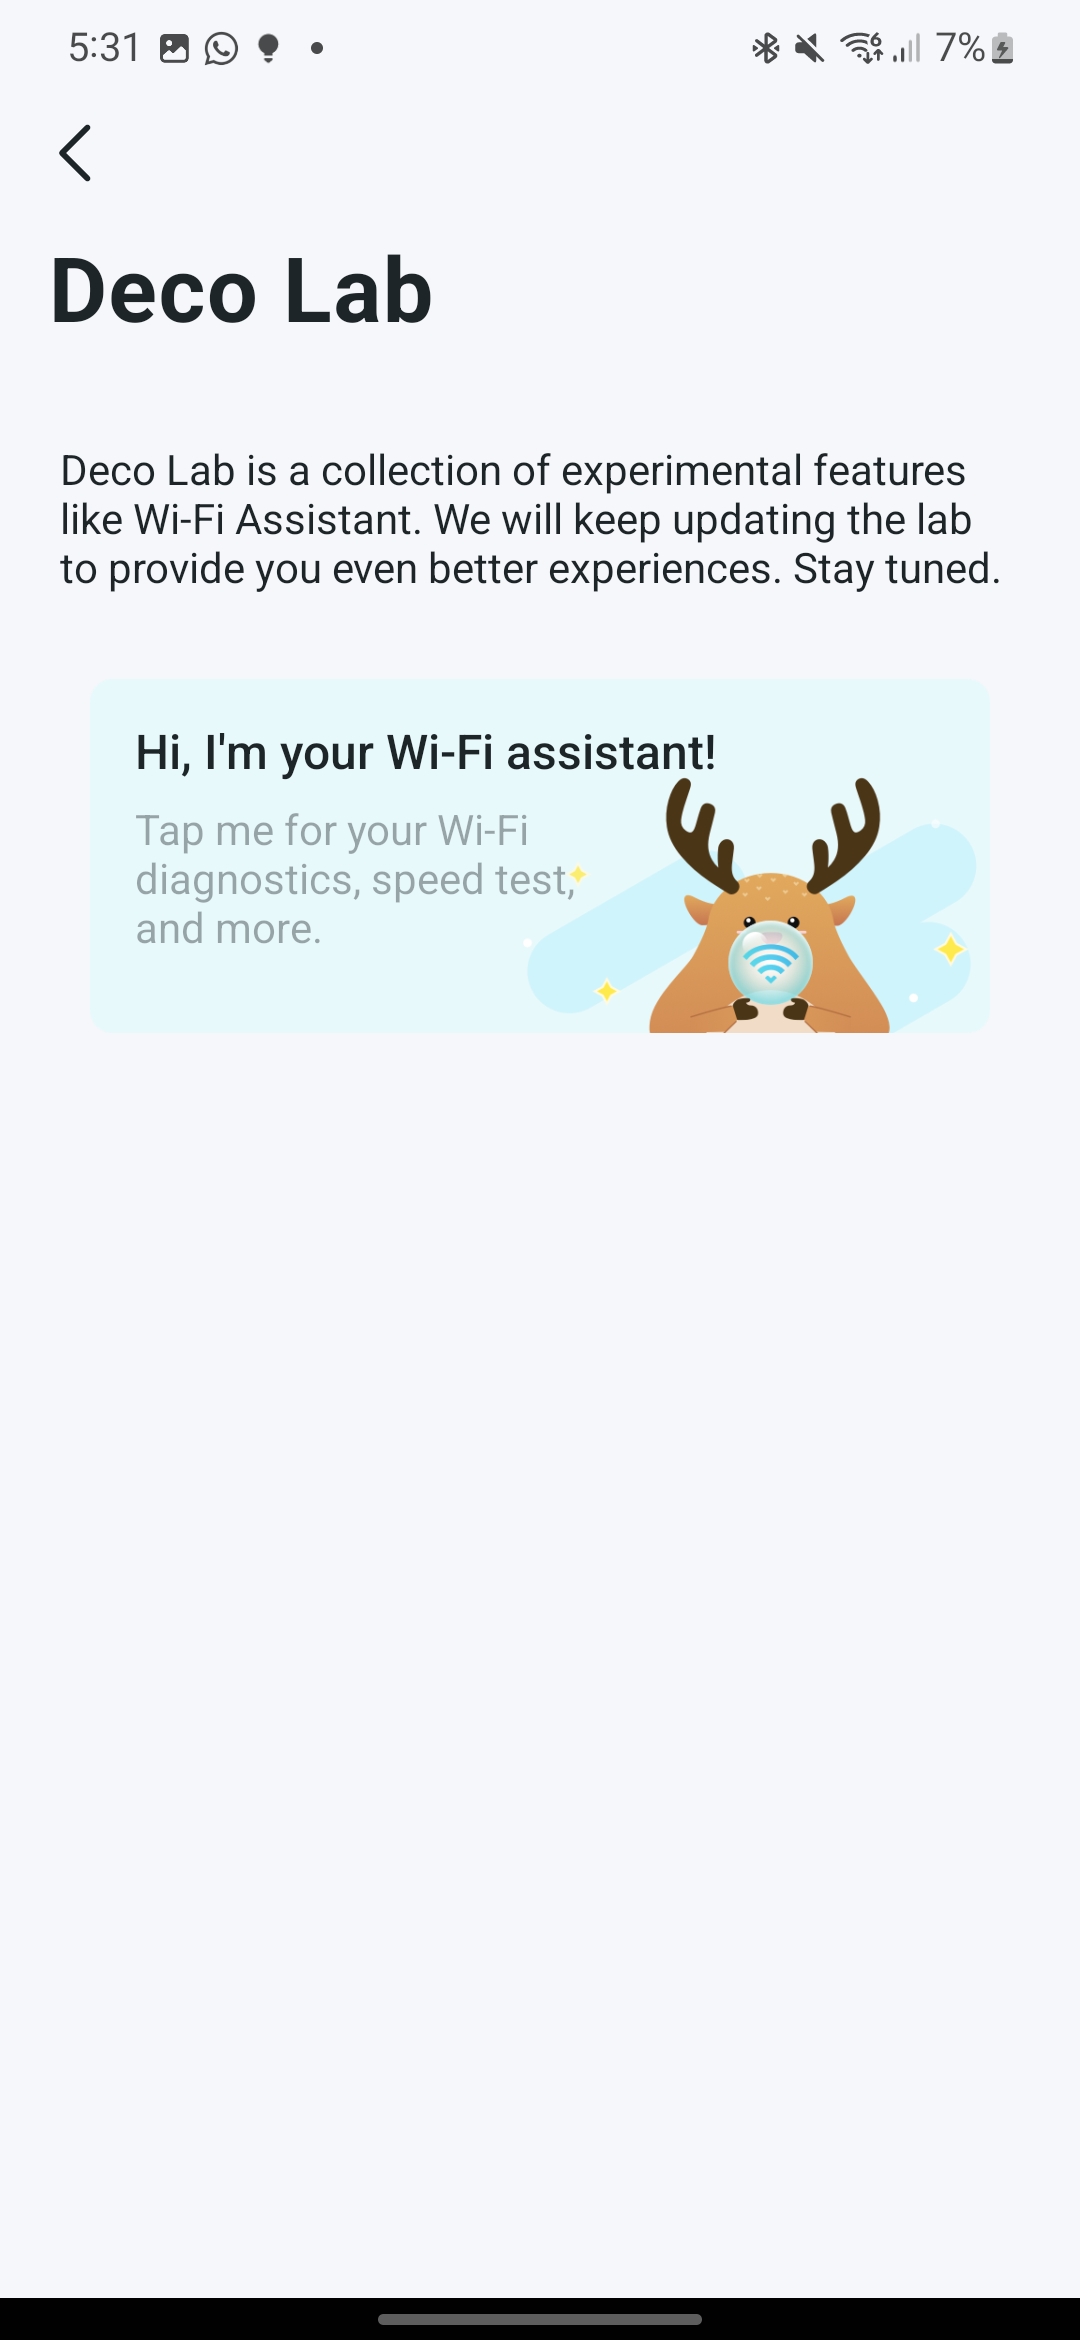 5:31
6
7%
Deco Lab
Deco Lab is a collection of experimental features
like Wi-Fi Assistant. We will keep updating the lab
to provide you even better experiences. Stay tuned.
Hi, I'm your Wi-Fi assistant!
Tap me for your Wi-Fi
diagnostics, speed test,
and more.